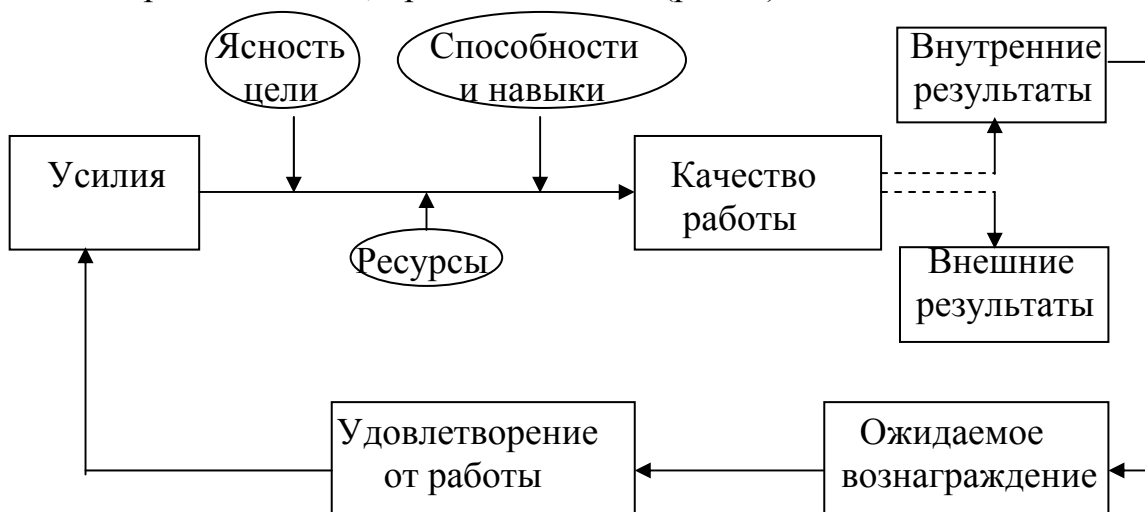 Ясность
цели
Способности
и навыки
Внутренние
результаты
Усилия
Качество
работы
Ресурсы
Внешние
результаты
Удовлетворение
от работы
Ожидаемое
вознаграждение